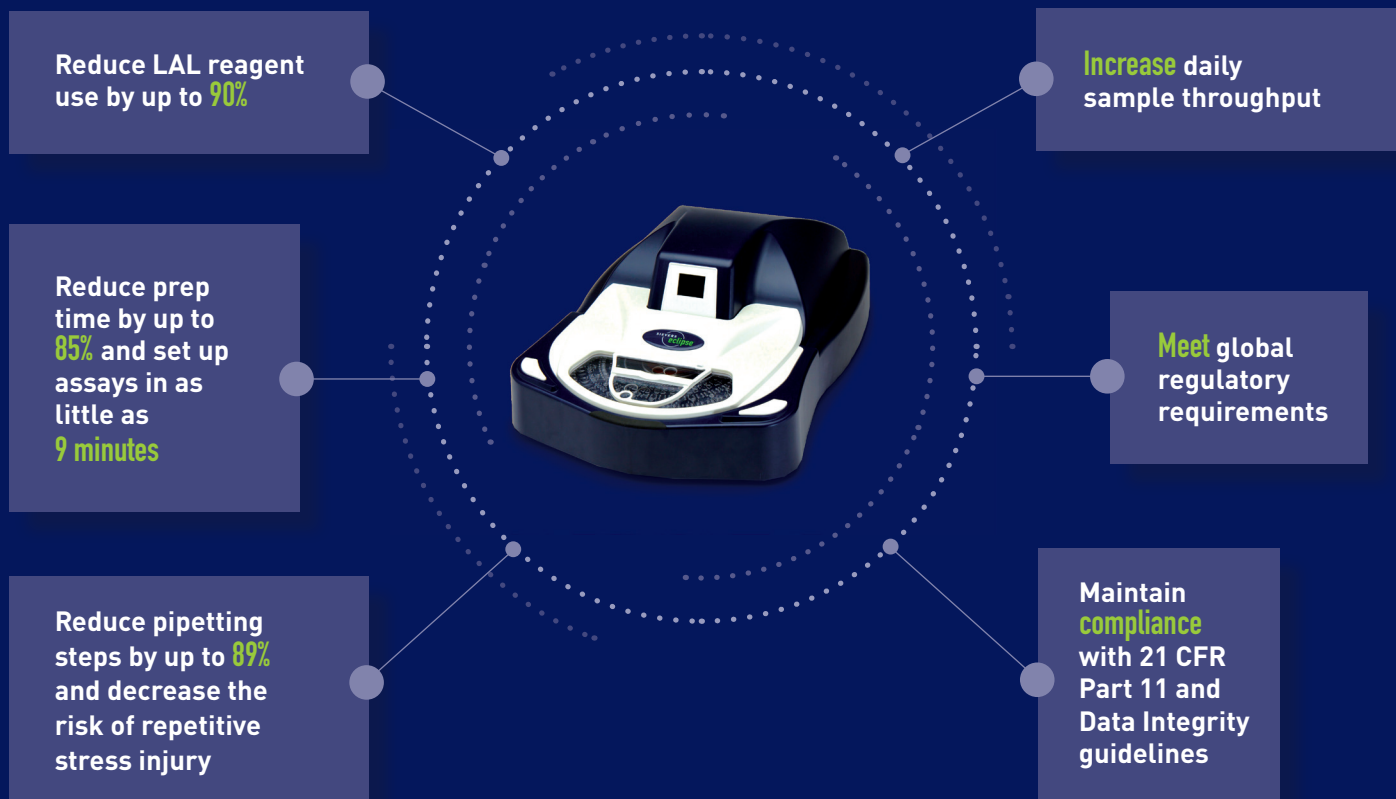 Reduce LAL reagent
use by up to 90%
Reduce prep
time by up to
85% and set up
assays in as
little as
9 minutes
Reduce pipetting
steps by up to 89%
and decrease the
risk of repetitive
stress injury
SIEVERS
eclipse
Increase daily
sample throughput
Meet global
regulatory
requirements
Maintain
compliance
with 21 CFR
Part 11 and
Data Integrity
guidelines